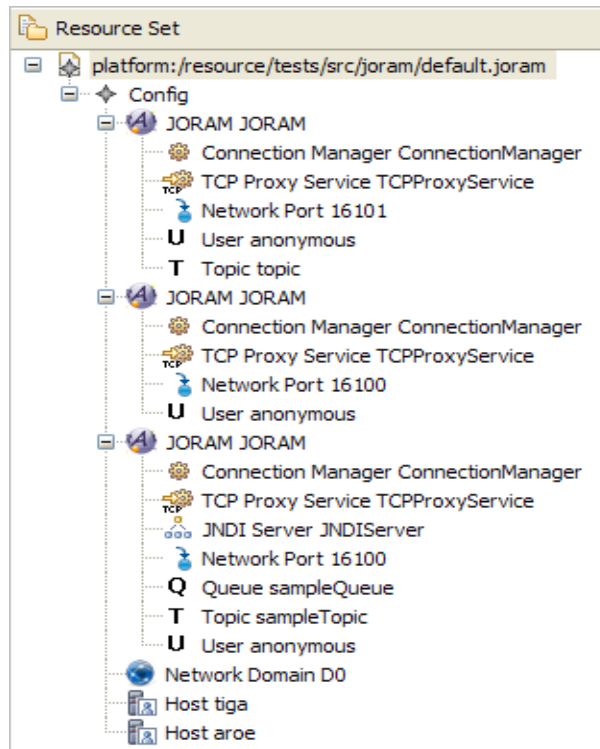 Resource Set
platform:/resource/tests/src/joram/default.joram
Config
JORAM JORAM
Connection Manager ConnectionManager
TCP TCP Proxy Service TCPProxyService
Network Port 16101
U User anonymous
T Topic topic
JORAM JORAM
Connection Manager ConnectionManager
TCP TCP Proxy Service TCPProxyService
Network Port 16100
U User anonymous
JORAM JORAM
Connection Manager ConnectionManager
TCP TCP Proxy Service TCPProxyService
JNDI Server JNDIServer
Network Port 16100
Q Queue sampleQueue
T Topic sampleTopic
U User anonymous
Network Domain D0
Host tiga
Host aroe